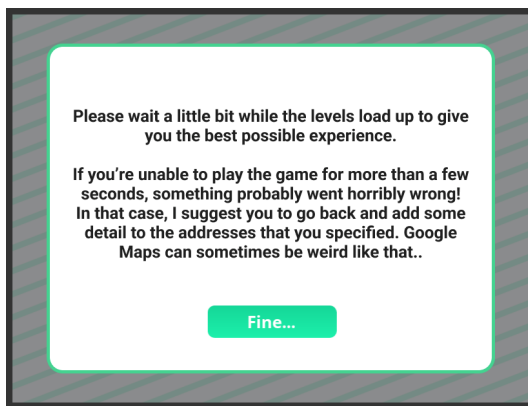 Please wait a little bit while the levels load up to give
you the best possible experience.
If you're unable to play the game for more than a few
seconds, something probably went horribly wrong!
In that case, I suggest you to go back and add some
detail to the addresses that you specified. Google
Maps can sometimes be weird like that..
Fine...